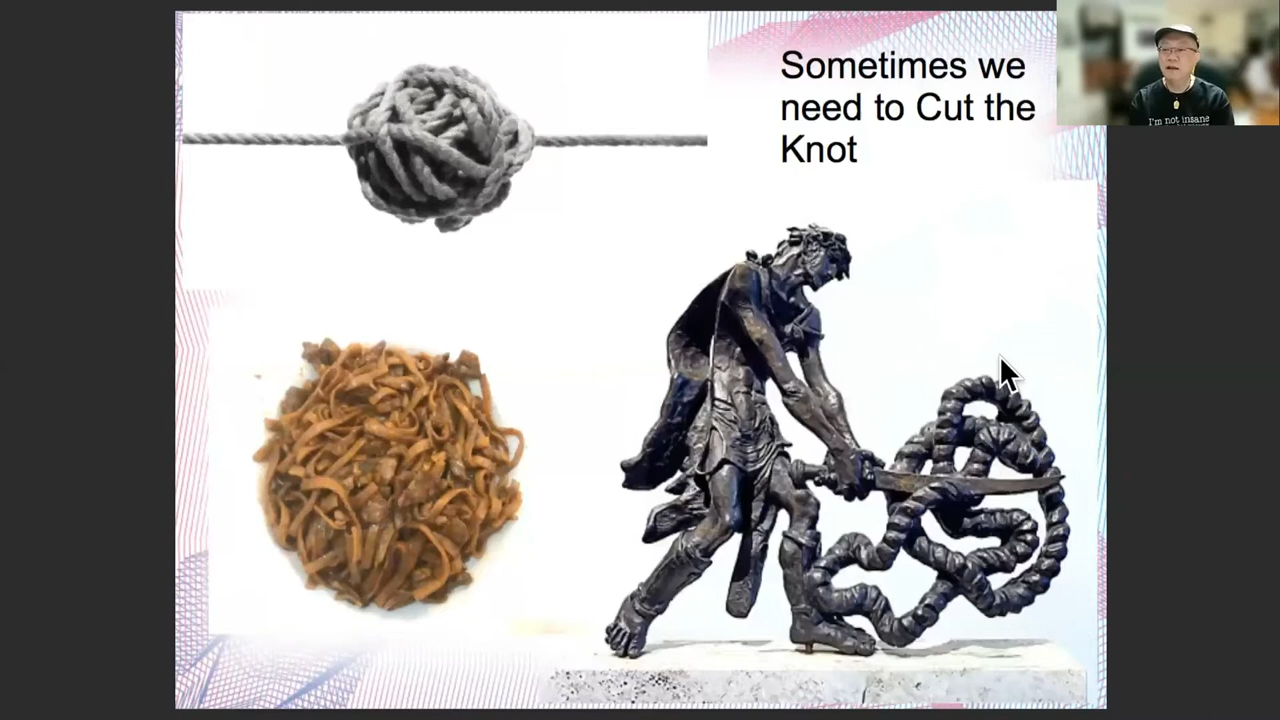 Sometimes we
need to Cut the
Knot
I'm not insane